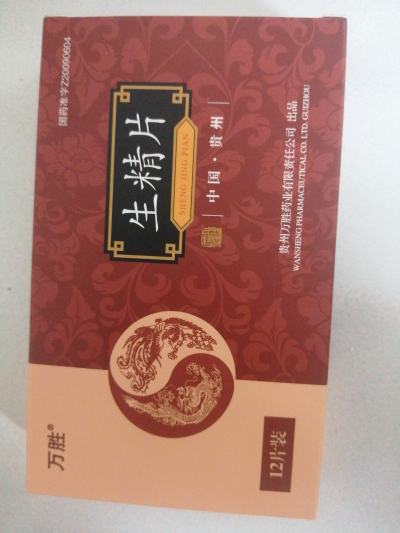 国药准字Z20090604
生精片
SHENG JING PIAN
中国·贵州
贵州万胜药业有限责任公司 出品
WANSHENG PHARMACEUTICAL CO. LTD. GUIZHOU
万胜®
12片装